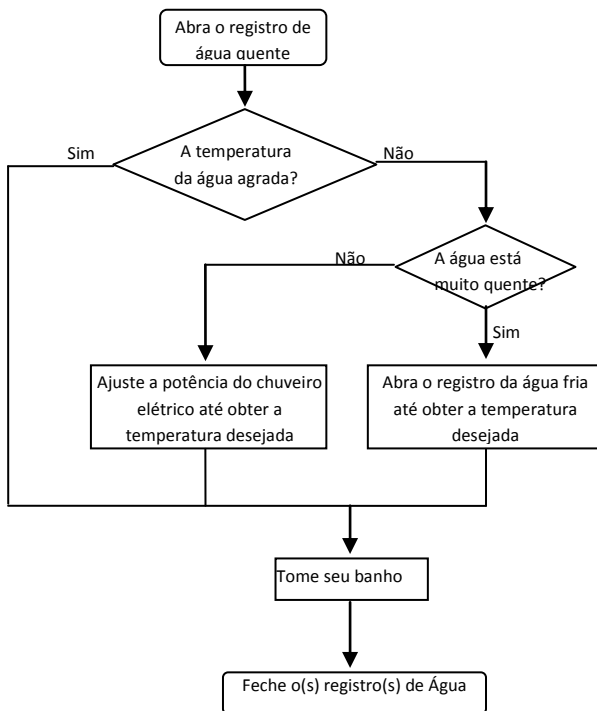 Abra o registro de
água quente
Sim
A temperatura
da água agrada?
Não
Não
A água está
muito quente?
Sim
Ajuste a potência do chuveiro
elétrico até obter a
temperatura desejada
Abra o registro da água fria
até obter a temperatura
desejada
Tome seu banho
Feche o(s) registro(s) de Água